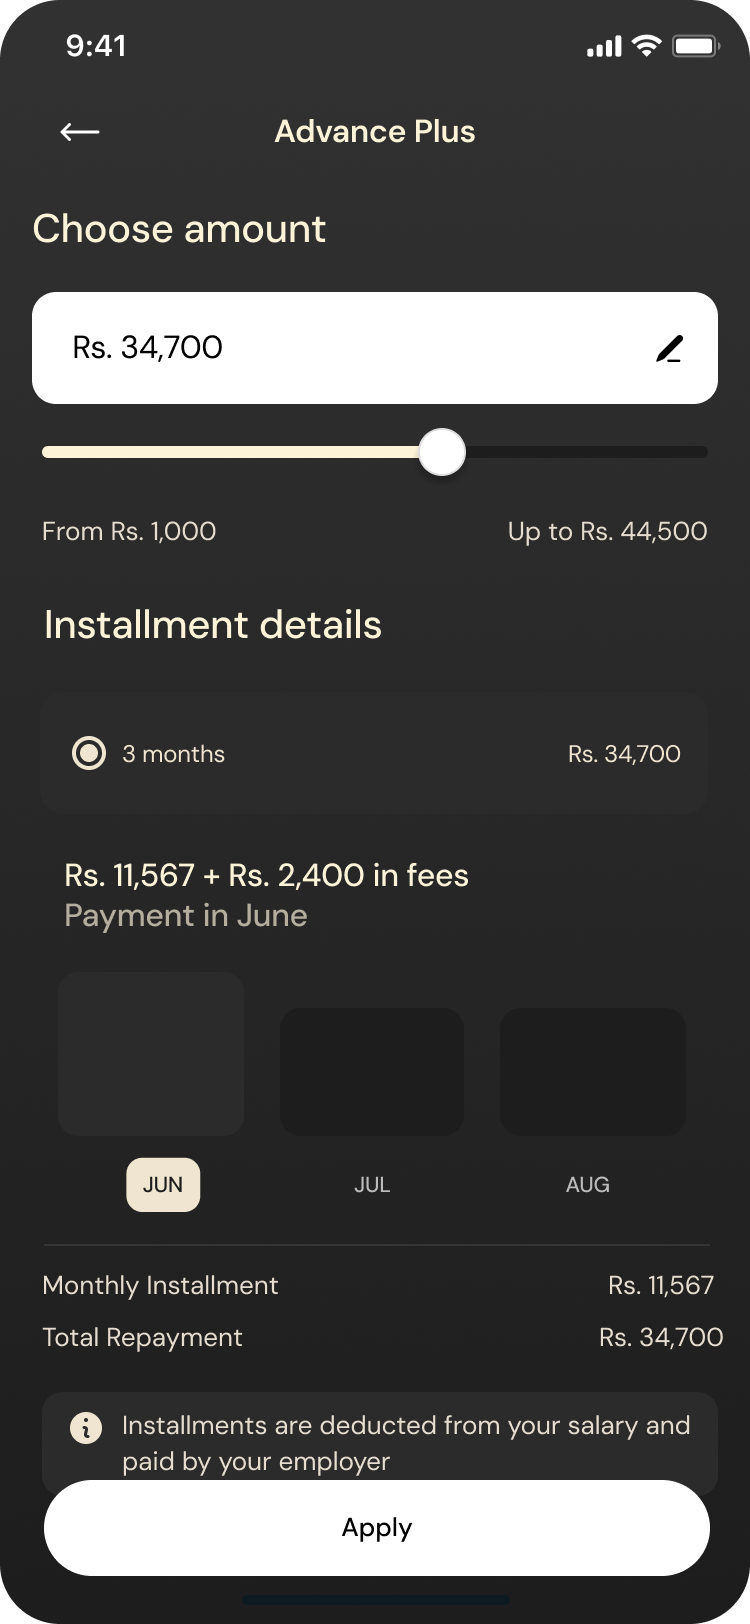 9:41
Advance Plus
Choose amount
Rs. 34,700
From Rs. 1,000 Up to Rs. 44,500
Installment details
3 months Rs. 34,700
Rs. 11,567 + Rs. 2,400 in fees
Payment in June
JUN JUL AUG
Monthly Installment Rs. 11,567
Total Repayment Rs. 34,700
Installments are deducted from your salary and
paid by your employer
Apply